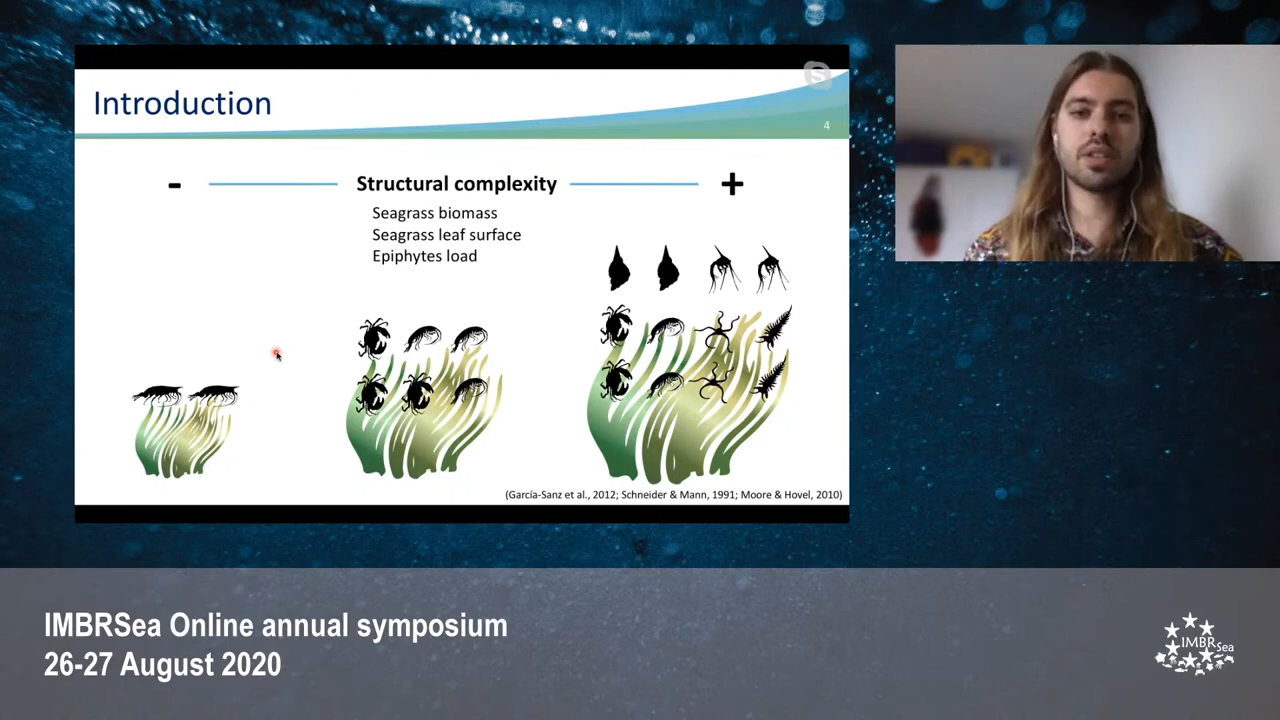 Introduction
4
- Structural complexity +
Seagrass biomass
Seagrass leaf surface
Epiphytes load
(García-Sanz et al., 2012; Schneider & Mann, 1991; Moore & Hovel, 2010)
IMBRSea Online annual symposium
26-27 August 2020
IMBRSea